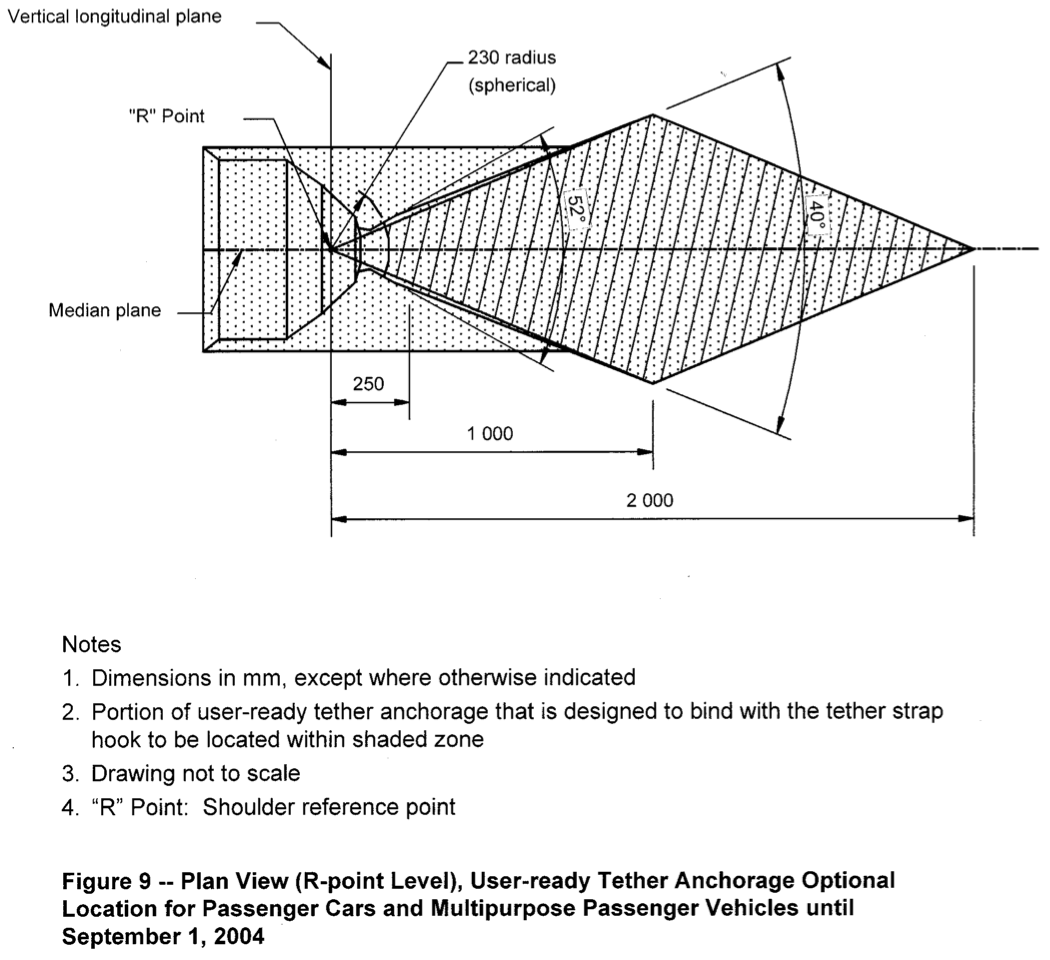 Vertical longitudinal plane
230 radius
(spherical)
"R" Point
52°
40°
Median plane
250
1 000
2 000
Notes
1. Dimensions in mm, except where otherwise indicated
2. Portion of user-ready tether anchorage that is designed to bind with the tether strap
hook to be located within shaded zone
3. Drawing not to scale
4. “R” Point: Shoulder reference point
Figure 9 -- Plan View (R-point Level), User-ready Tether Anchorage Optional
Location for Passenger Cars and Multipurpose Passenger Vehicles until
September 1, 2004